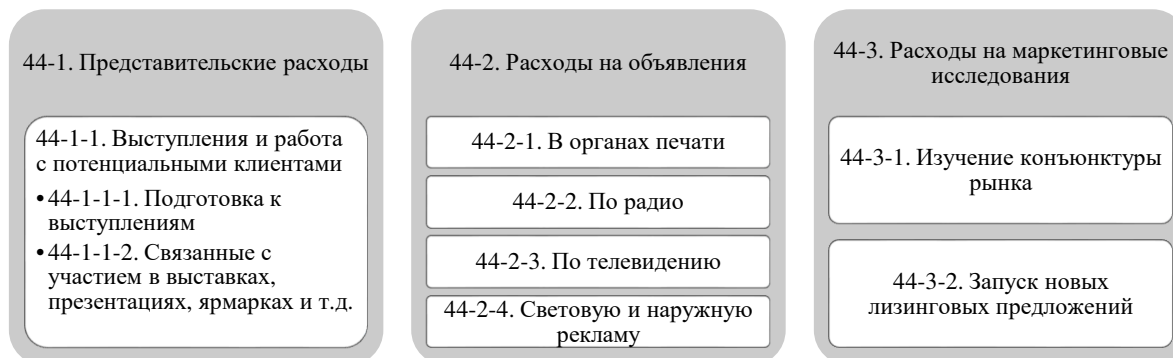 44-1. Представительские расходы
44-1-1. Выступления и работа
с потенциальными клиентами
•44-1-1-1. Подготовка к
выступлениям
•44-1-1-2. Связанные с
участием в выставках,
презентациях, ярмарках и т.д.
44-2. Расходы на объявления
44-2-1. В органах печати
44-2-2. По радио
44-2-3. По телевидению
44-2-4. Световую и наружную
рекламу
44-3. Расходы на маркетинговые
исследования
44-3-1. Изучение конъюнктуры
рынка
44-3-2. Запуск новых
лизинговых предложений